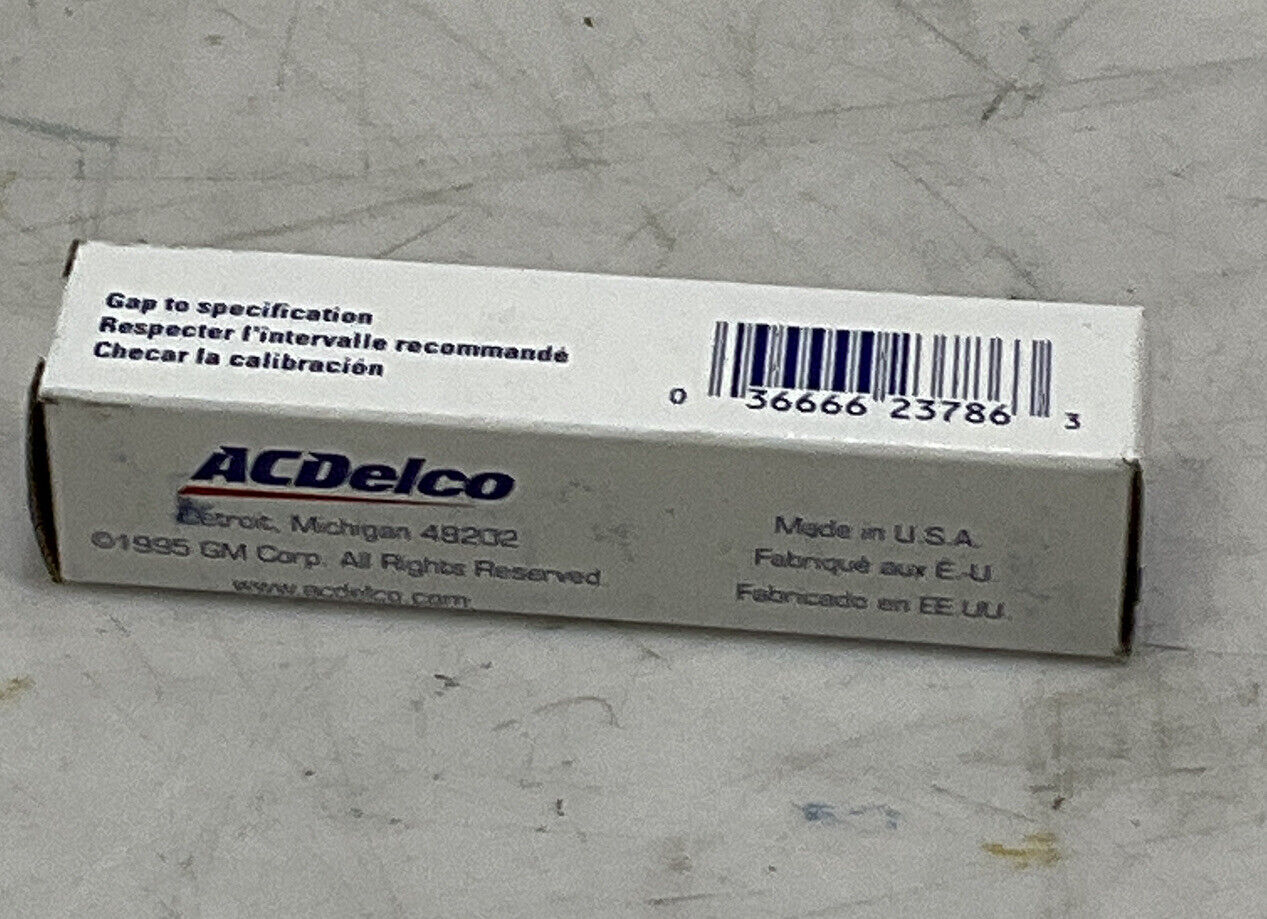 Gap to specification
Respecter l'intervalle recommandé
Checar la calibración
0 36666 23786 3
ACDelco
Detroit, Michigan 48202
©1995 GM Corp. All Rights Reserved
www.acdelco.com
Made in U.S.A.
Fabriqué aux É.-U.
Fabricado en EE.UU.